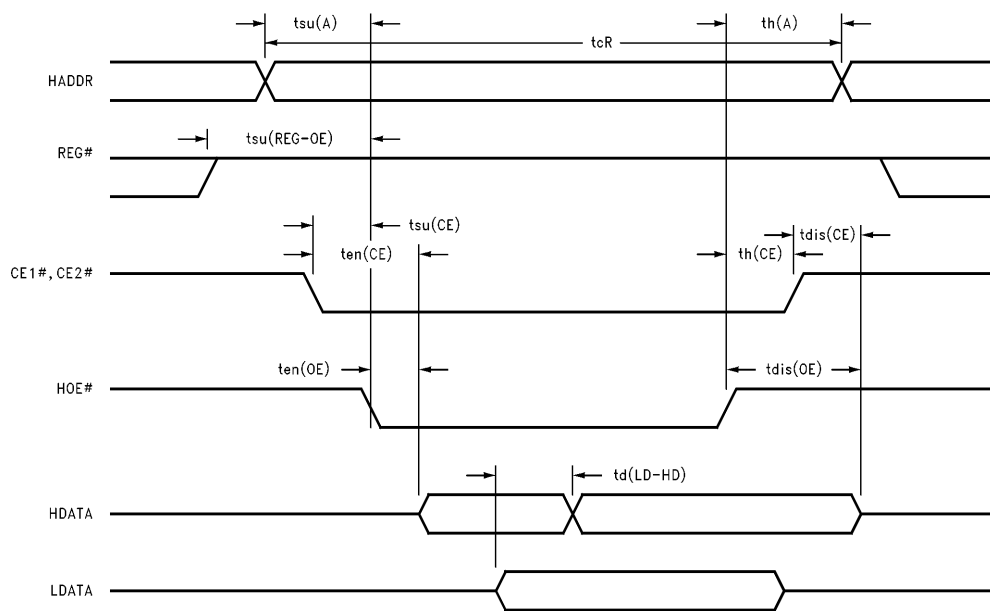 tsu(A)
th(A)
tcR
HADDR
tsu(REG-OE)
REG#
tsu(CE)
tdis(CE)
ten(CE)
th(CE)
CE1#,CE2#
ten(OE)
tdis(OE)
HOE#
td(LD-HD)
HDATA
LDATA